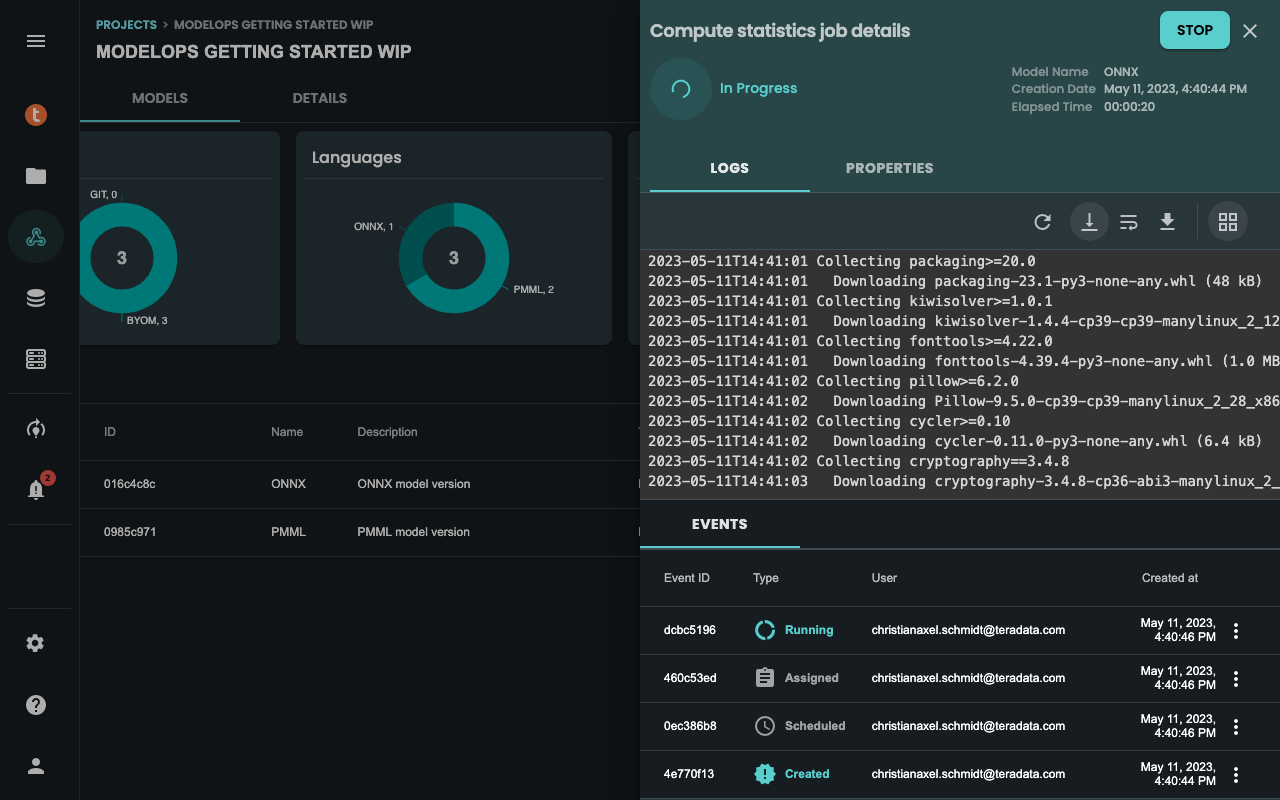 PROJECTS > MODELOPS GETTING STARTED WIP
MODELOPS GETTING STARTED WIP
MODELS
DETAILS
GIT, 0
3
BYOM, 3
Languages
ONNX, 1
3
PMML, 2
ID Name Description
016c4c8c ONNX ONNX model version
0985c971 PMML PMML model version
t
2
Compute statistics job details
STOP
In Progress
Model Name ONNX
Creation Date May 11, 2023, 4:40:44 PM
Elapsed Time 00:00:20
LOGS
PROPERTIES
2023-05-11T14:41:01 Collecting packaging>=20.0
2023-05-11T14:41:01   Downloading packaging-23.1-py3-none-any.whl (48 kB)
2023-05-11T14:41:01 Collecting kiwisolver>=1.0.1
2023-05-11T14:41:01   Downloading kiwisolver-1.4.4-cp39-cp39-manylinux_2_12
2023-05-11T14:41:01 Collecting fonttools>=4.22.0
2023-05-11T14:41:01   Downloading fonttools-4.39.4-py3-none-any.whl (1.0 MB
2023-05-11T14:41:02 Collecting pillow>=6.2.0
2023-05-11T14:41:02   Downloading Pillow-9.5.0-cp39-cp39-manylinux_2_28_x86
2023-05-11T14:41:02 Collecting cycler>=0.10
2023-05-11T14:41:02   Downloading cycler-0.11.0-py3-none-any.whl (6.4 kB)
2023-05-11T14:41:02 Collecting cryptography==3.4.8
2023-05-11T14:41:03   Downloading cryptography-3.4.8-cp36-abi3-manylinux_2_
EVENTS
Event ID Type User Created at
dcbc5196 Running christianaxel.schmidt@teradata.com May 11, 2023,
4:40:46 PM
460c53ed Assigned christianaxel.schmidt@teradata.com May 11, 2023,
4:40:46 PM
0ec386b8 Scheduled christianaxel.schmidt@teradata.com May 11, 2023,
4:40:46 PM
4e770f13 Created christianaxel.schmidt@teradata.com May 11, 2023,
4:40:44 PM